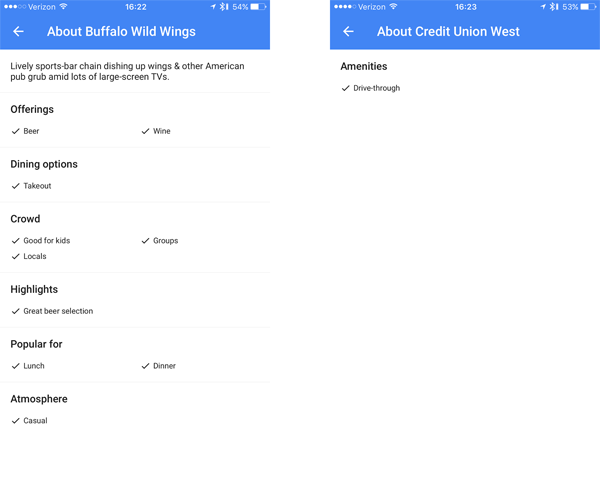 Verizon 16:22 54%
About Buffalo Wild Wings
Lively sports-bar chain dishing up wings & other American
pub grub amid lots of large-screen TVs.
Offerings
Beer Wine
Dining options
Takeout
Crowd
Good for kids Groups
Locals
Highlights
Great beer selection
Popular for
Lunch Dinner
Atmosphere
Casual
Verizon 16:23 53%
About Credit Union West
Amenities
Drive-through